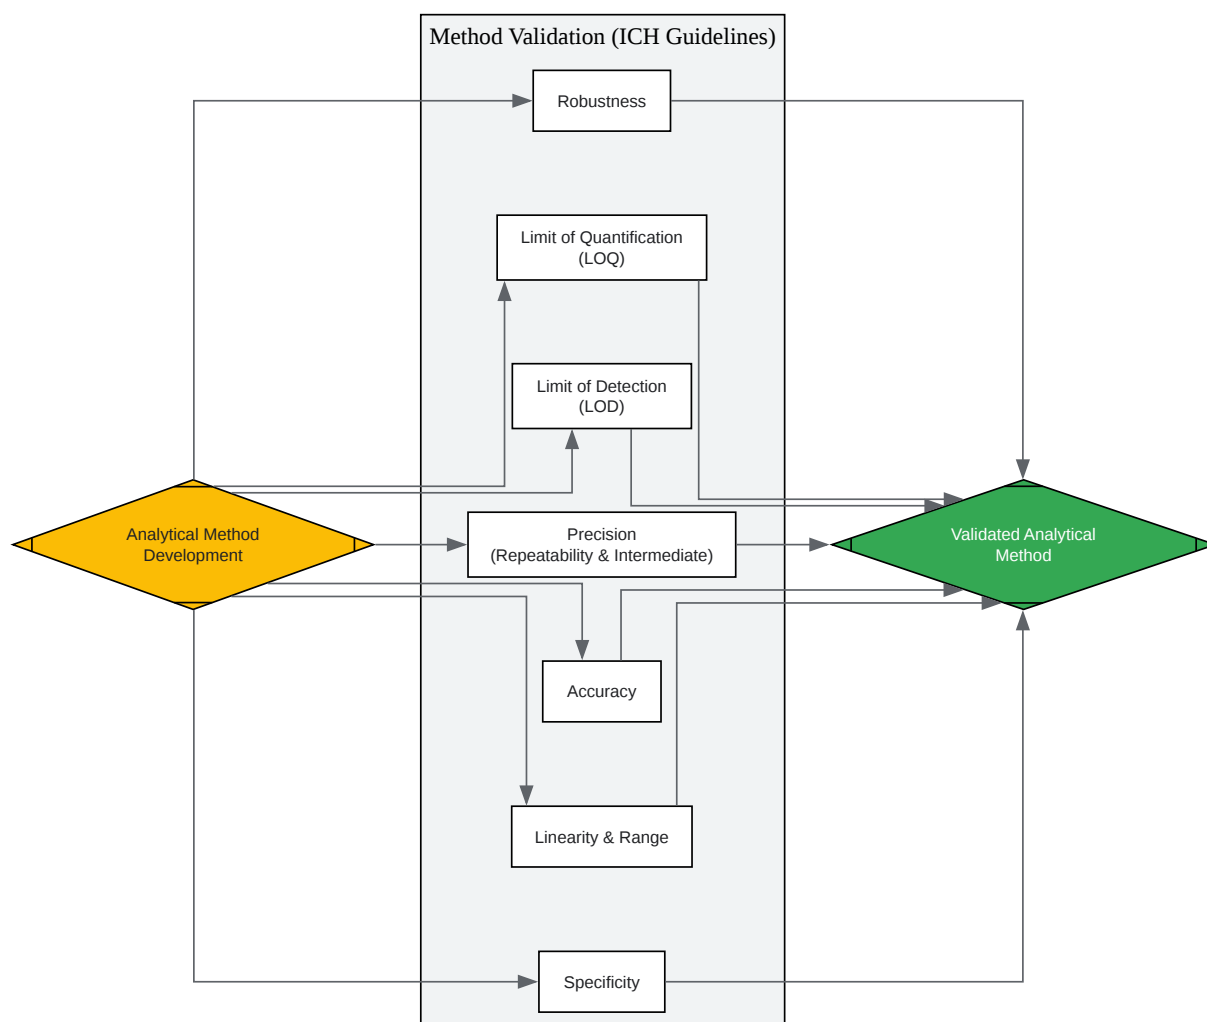 Method Validation (ICH Guidelines)
Robustness
Limit of Quantification
(LOQ)
Limit of Detection
(LOD)
Analytical Method
Development
Precision
(Repeatability & Intermediate)
Validated Analytical
Method
Accuracy
Linearity & Range
Specificity